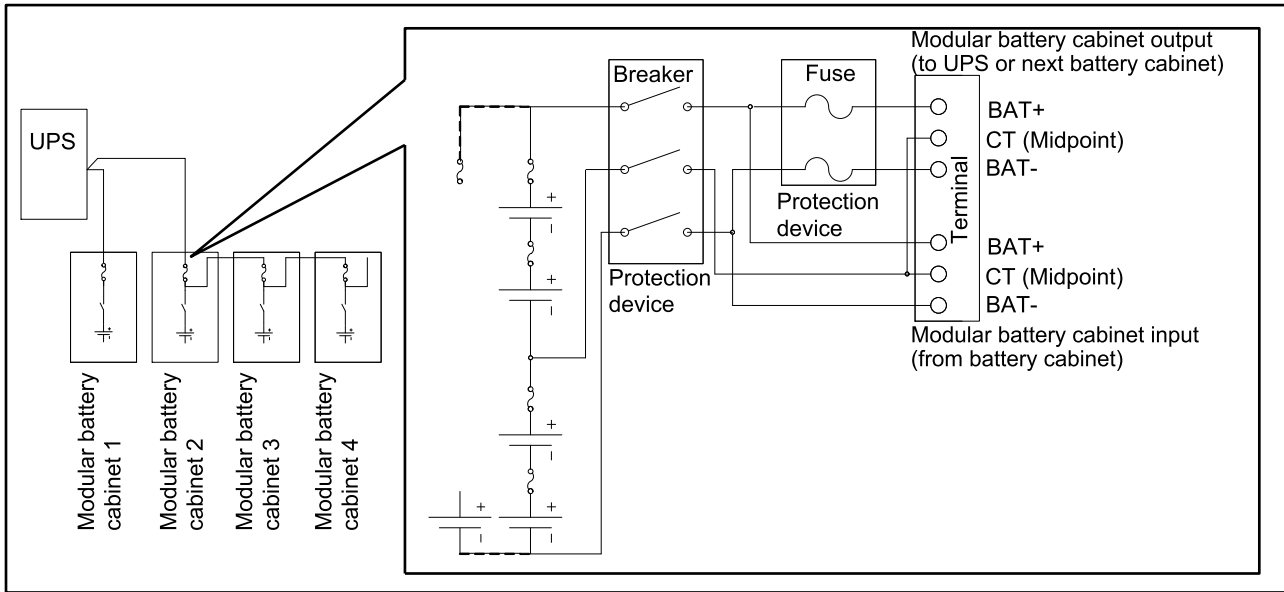 UPS
Modular battery
cabinet 1
Modular battery
cabinet 2
Modular battery
cabinet 3
Modular battery
cabinet 4
+
−
+
−
+
−
+
−
+
−
Breaker
Protection
device
Fuse
Protection
device
Modular battery cabinet output
(to UPS or next battery cabinet)
Terminal
BAT+
CT (Midpoint)
BAT-
BAT+
CT (Midpoint)
BAT-
Modular battery cabinet input
(from battery cabinet)